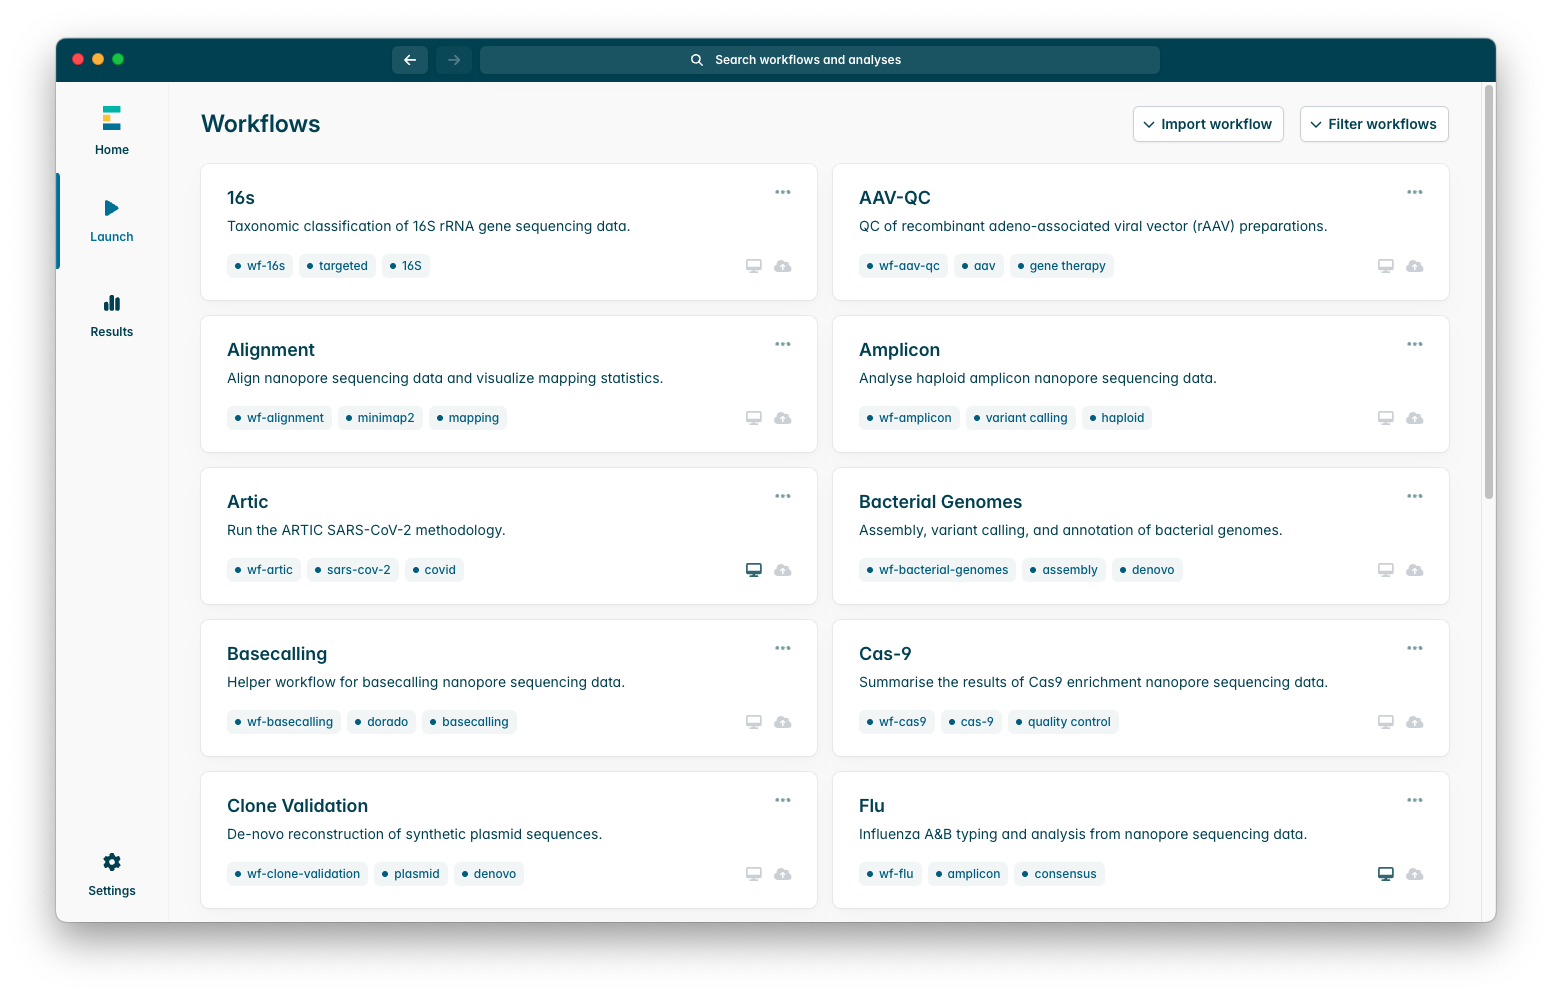 Search workflows and analyses
Home
Launch
Results
Settings
Workflows
Import workflow
Filter workflows
16s
Taxonomic classification of 16S rRNA gene sequencing data.
wf-16s targeted 16S
AAV-QC
QC of recombinant adeno-associated viral vector (rAAV) preparations.
wf-aav-qc aav gene therapy
Alignment
Align nanopore sequencing data and visualize mapping statistics.
wf-alignment minimap2 mapping
Amplicon
Analyse haploid amplicon nanopore sequencing data.
wf-amplicon variant calling haploid
Artic
Run the ARTIC SARS-CoV-2 methodology.
wf-artic sars-cov-2 covid
Bacterial Genomes
Assembly, variant calling, and annotation of bacterial genomes.
wf-bacterial-genomes assembly denovo
Basecalling
Helper workflow for basecalling nanopore sequencing data.
wf-basecalling dorado basecalling
Cas-9
Summarise the results of Cas9 enrichment nanopore sequencing data.
wf-cas9 cas-9 quality control
Clone Validation
De-novo reconstruction of synthetic plasmid sequences.
wf-clone-validation plasmid denovo
Flu
Influenza A&B typing and analysis from nanopore sequencing data.
wf-flu amplicon consensus